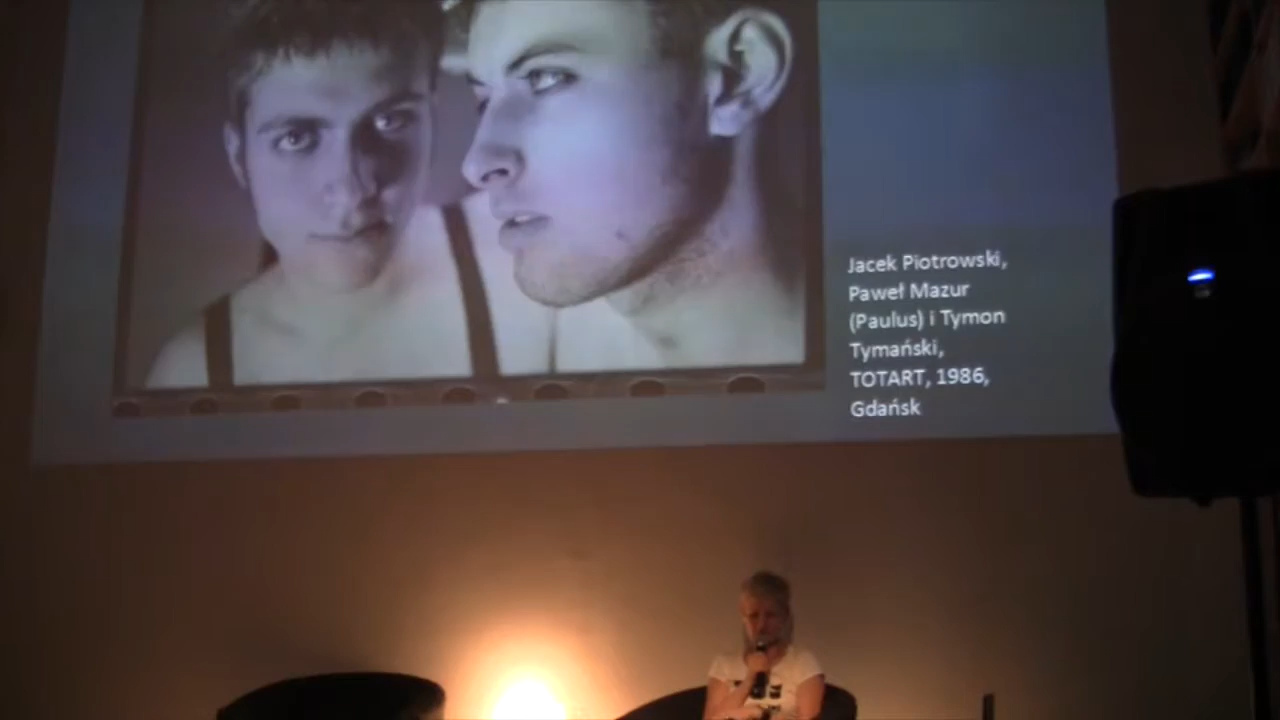 Jacek Piotrowski,
Paweł Mazur
(Paulus) i Tymon
Tymański,
TOTART, 1986,
Gdańsk